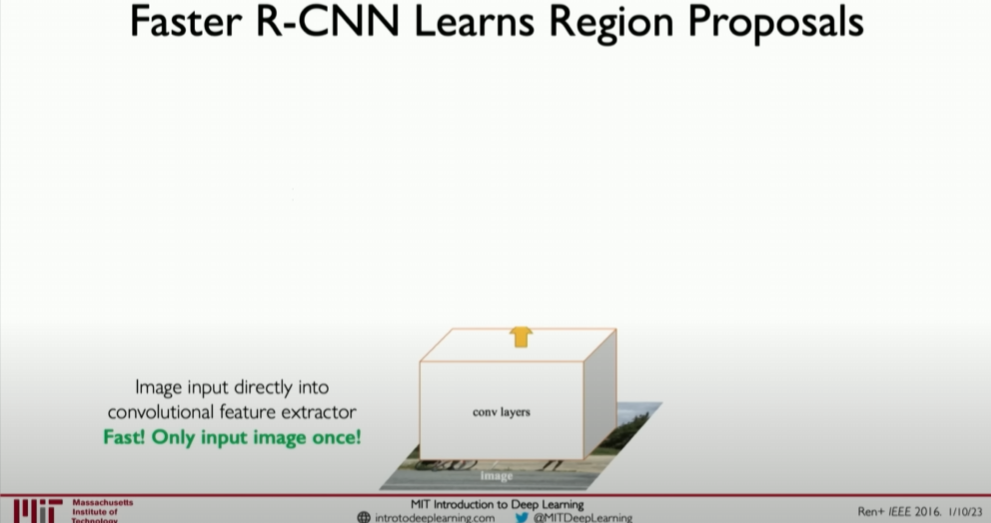 Faster R-CNN Learns Region Proposals
Image input directly into
convolutional feature extractor
Fast! Only input image once!
conv layers
image
Massachusetts
Institute of
Technology
MIT Introduction to Deep Learning
introtodeeplearning.com @MITDeepLearning
Ren+ IEEE 2016. 1/10/23